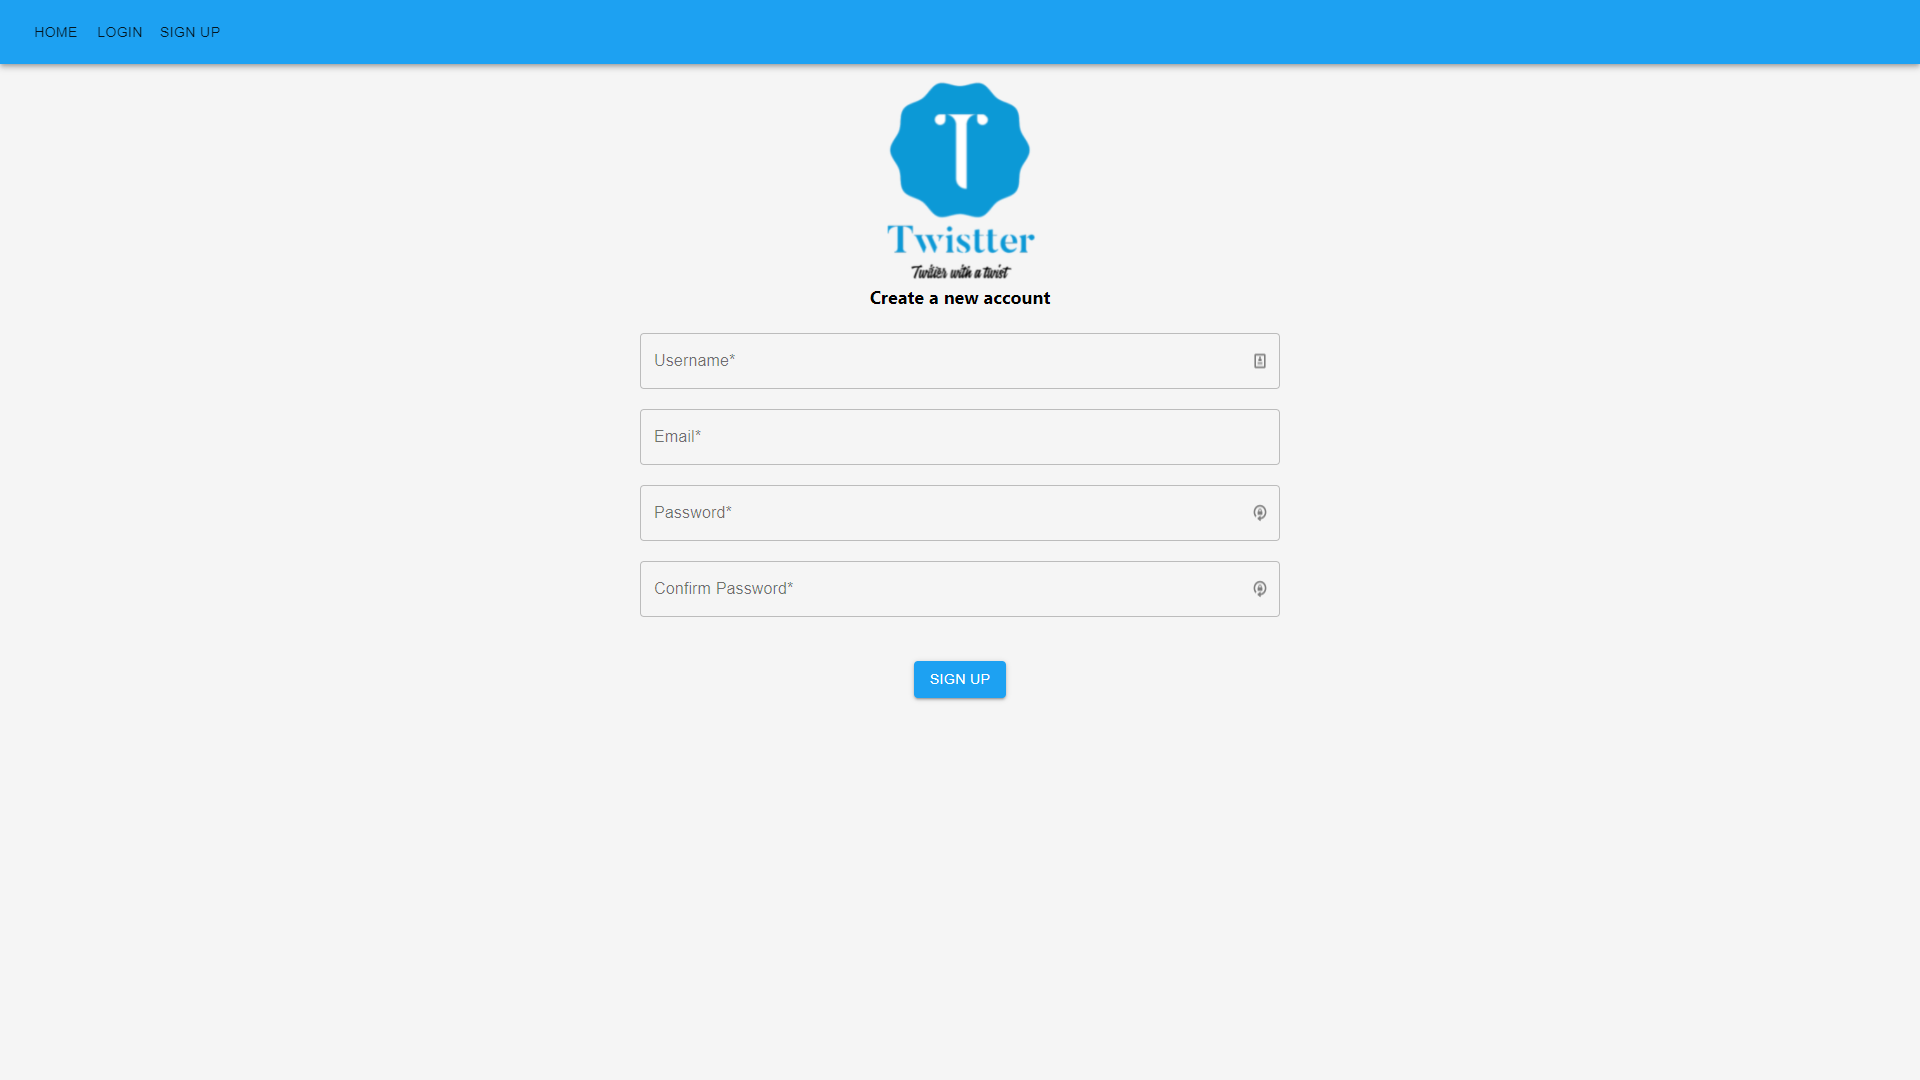 HOME LOGIN SIGN UP
T
Twistter
Twitter with a twist
Create a new account
Username*
Email*
Password*
Confirm Password*
SIGN UP